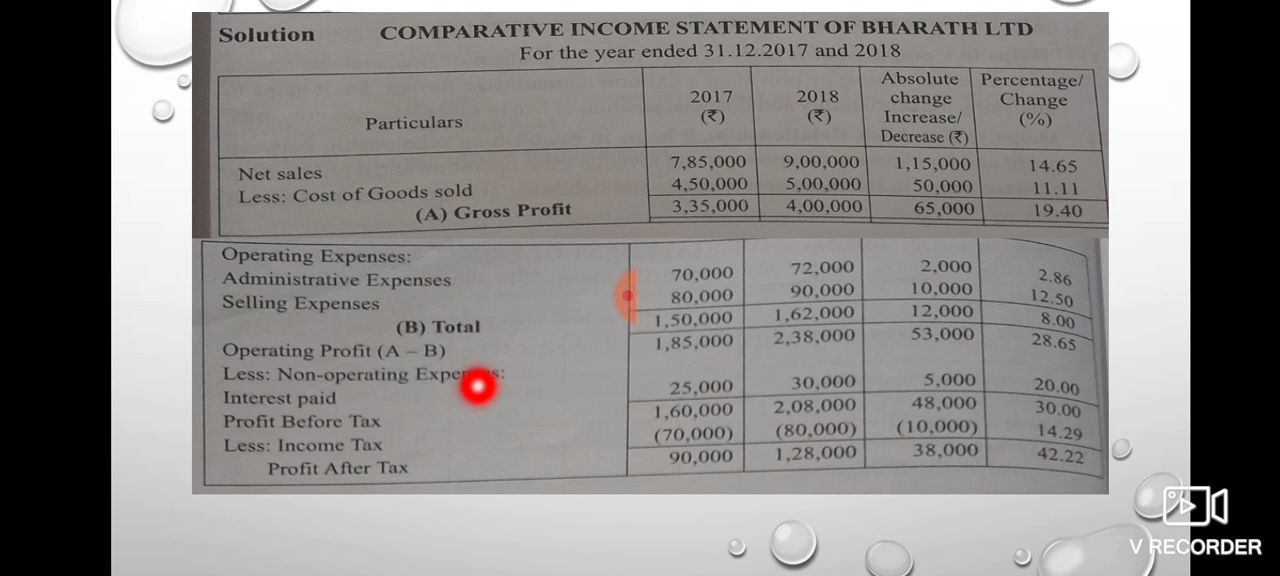 Solution COMPARATIVE INCOME STATEMENT OF BHARATH LTD
For the year ended 31.12.2017 and 2018
Particulars 2017 (₹) 2018 (₹) Absolute change Increase/ Decrease (₹) Percentage/ Change (%)
Net sales 7,85,000 9,00,000 1,15,000 14.65
Less: Cost of Goods sold 4,50,000 5,00,000 50,000 11.11
(A) Gross Profit 3,35,000 4,00,000 65,000 19.40
Operating Expenses:
Administrative Expenses 70,000 72,000 2,000 2.86
Selling Expenses 80,000 90,000 10,000 12.50
(B) Total 1,50,000 1,62,000 12,000 8.00
Operating Profit (A – B) 1,85,000 2,38,000 53,000 28.65
Less: Non-operating
Interest paid 25,000 30,000 5,000 20.00
Profit Before Tax 1,60,000 2,08,000 48,000 30.00
Less: Income Tax (70,000) (80,000) (10,000) 14.29
Profit After Tax 90,000 1,28,000 38,000 42.22
V RECORDER